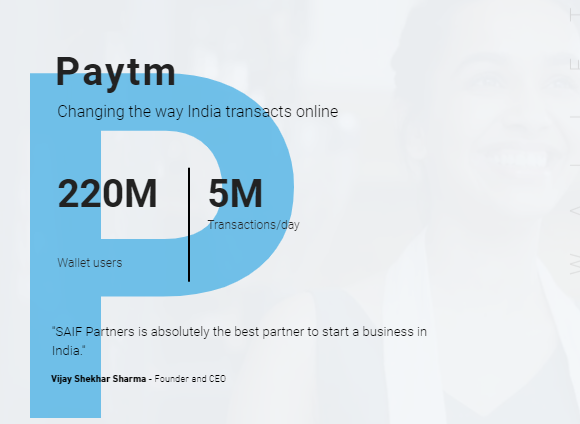 Paytm
Changing the way India transacts online
220M
5M
Transactions/day
Wallet users
"SAIF Partners is absolutely the best partner to start a business in
India."
Vijay Shekhar Sharma - Founder and CEO
P